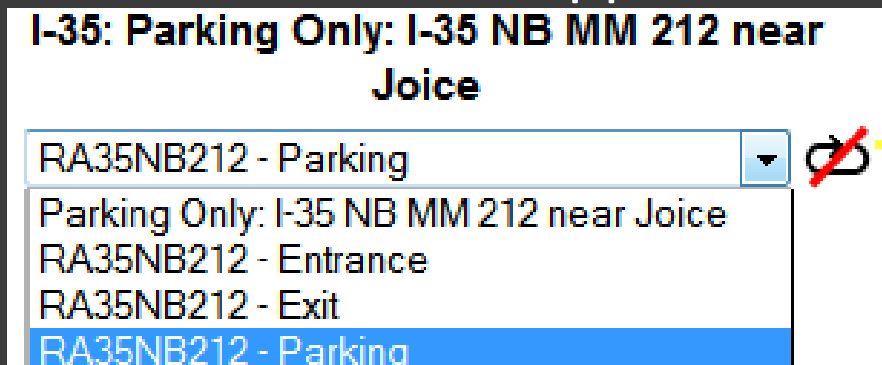 I-35: Parking Only: I-35 NB MM 212 near
Joice
RA35NB212 - Parking
Parking Only: I-35 NB MM 212 near Joice
RA35NB212 - Entrance
RA35NB212 - Exit
RA35NB212 - Parking